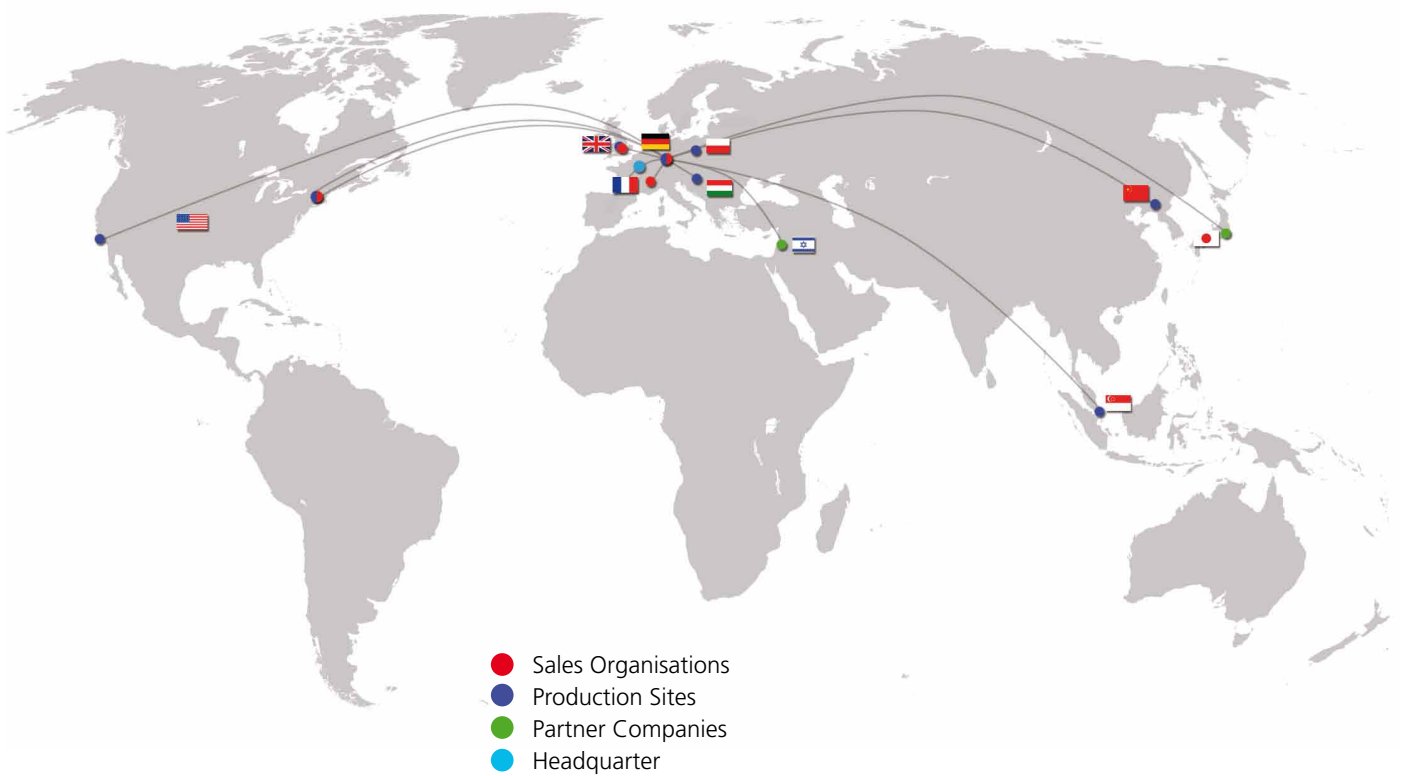 Sales Organisations
Production Sites
Partner Companies
Headquarter